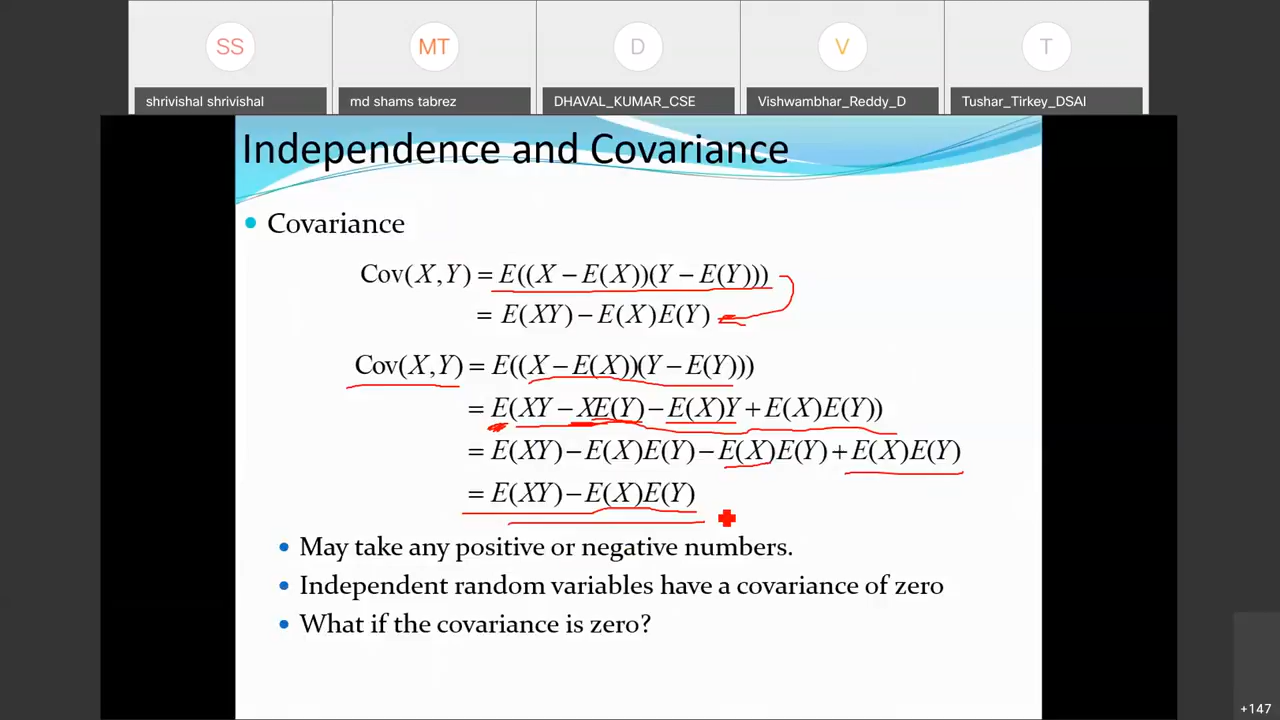 SS
MT
D
V
T
shrivishal shrivishal
md shams tabrez
DHAVAL_KUMAR_CSE
Vishwambhar_Reddy_D
Tushar_Tirkey_DSAI
Independence and Covariance
• Covariance
Cov(X,Y) = E((X − E(X))(Y − E(Y)))
= E(XY) − E(X)E(Y)
Cov(X,Y) = E((X − E(X))(Y − E(Y)))
= E(XY − XE(Y) − E(X)Y + E(X)E(Y))
= E(XY) − E(X)E(Y) − E(X)E(Y) + E(X)E(Y)
= E(XY) − E(X)E(Y)
• May take any positive or negative numbers.
• Independent random variables have a covariance of zero
• What if the covariance is zero?
+147